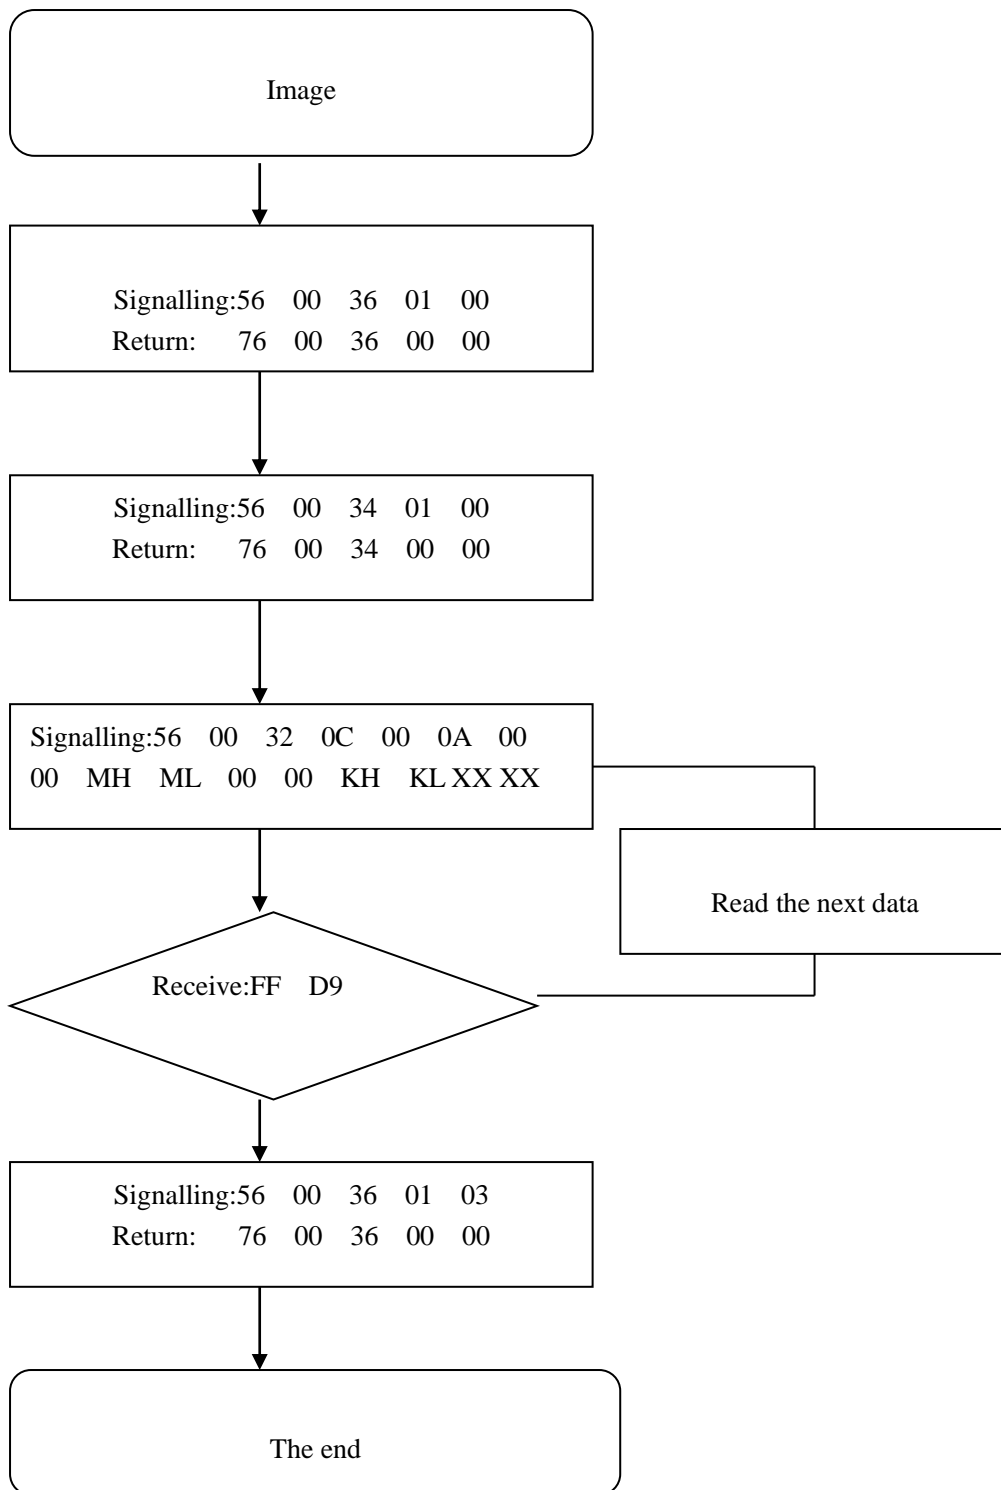 Image
Signalling:56 00 36 01 00
Return: 76 00 36 00 00
Signalling:56 00 34 01 00
Return: 76 00 34 00 00
Signalling:56 00 32 0C 00 0A 00
00 MH ML 00 00 KH KL XX XX
Read the next data
Receive:FF D9
Signalling:56 00 36 01 03
Return: 76 00 36 00 00
The end